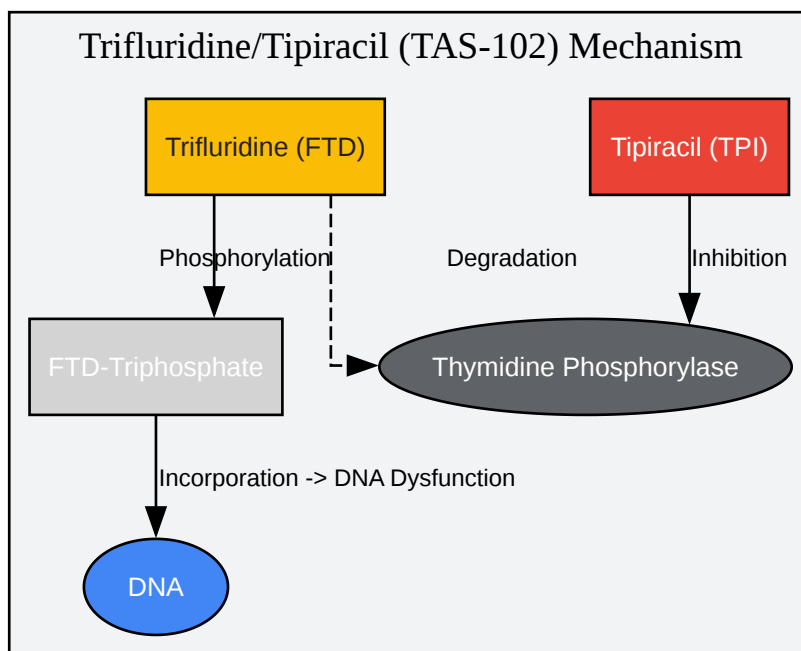 Trifluridine/Tipiracil (TAS-102) Mechanism
Trifluridine (FTD)
Tipiracil (TPI)
Phosphorylation
Degradation
Inhibition
FTD-Triphosphate
Thymidine Phosphorylase
Incorporation -> DNA Dysfunction
DNA